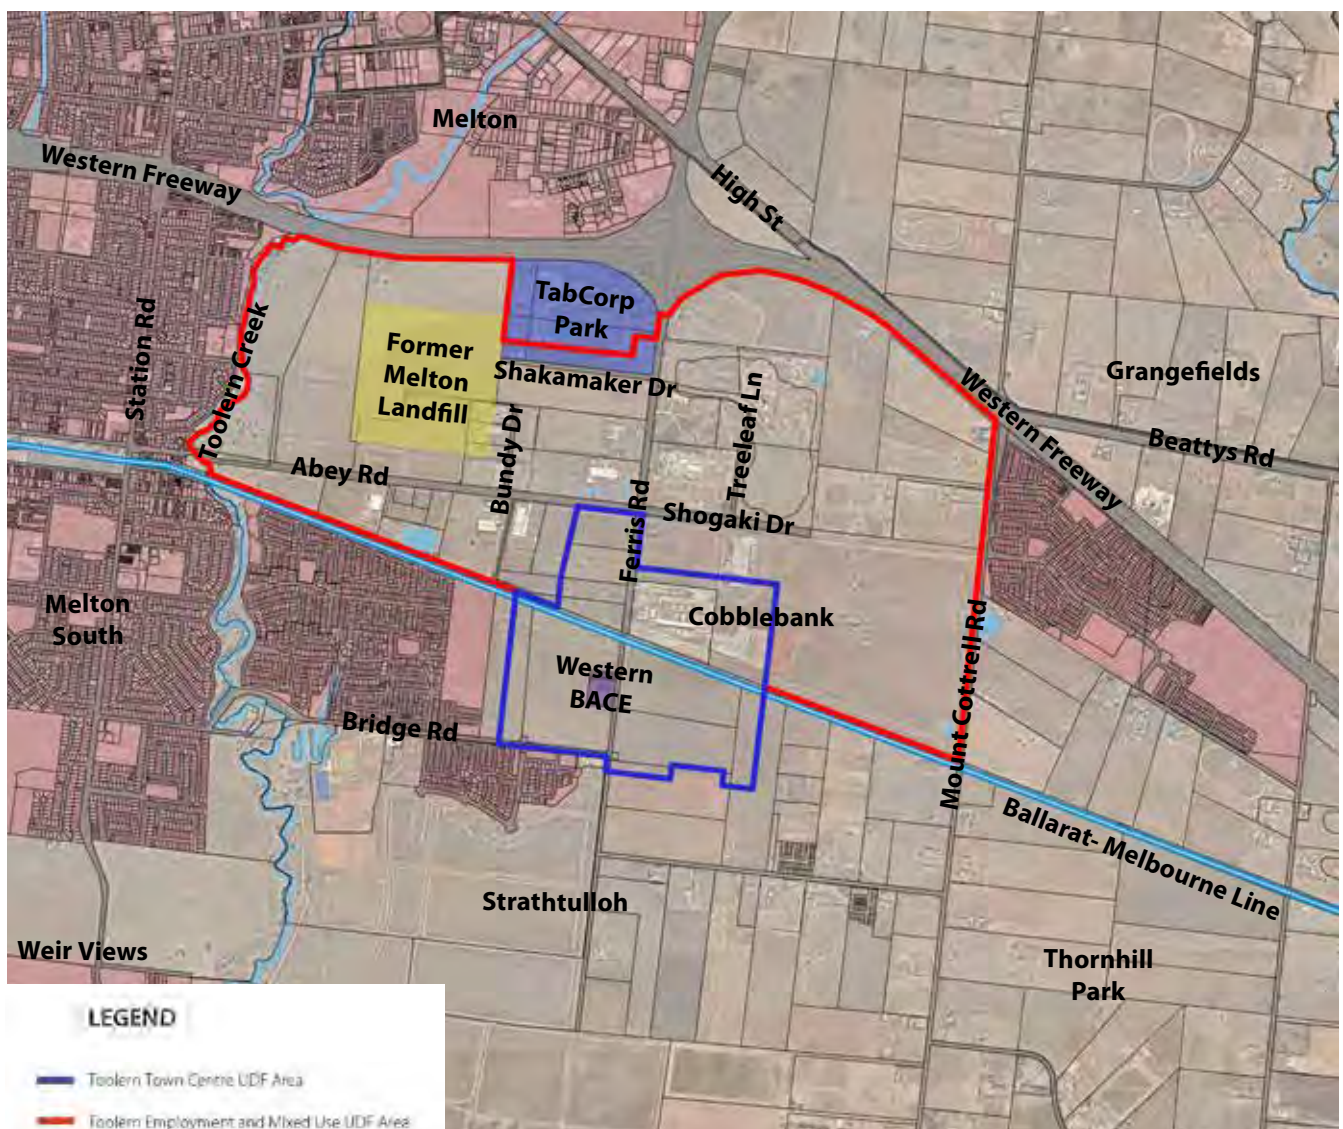 Melton
Western Freeway
High St
TabCorp
Park
Station Rd
Toolern Creek
Former
Melton
Landfill
Shakamaker Dr
Treeleaf Ln
Grangefields
Western Freeway
Beattys Rd
Abey Rd
Bundy Dr
Ferris Rd
Shogaki Dr
Melton
South
Cobblebank
Mount Cottrell Rd
Western
BACE
Bridge Rd
Ballarat- Melbourne Line
Strathtulloh
Weir Views
Thornhill
Park
LEGEND
Toolern Town Centre UDF Area
Toolern Employment and Mixed Use UDF Area